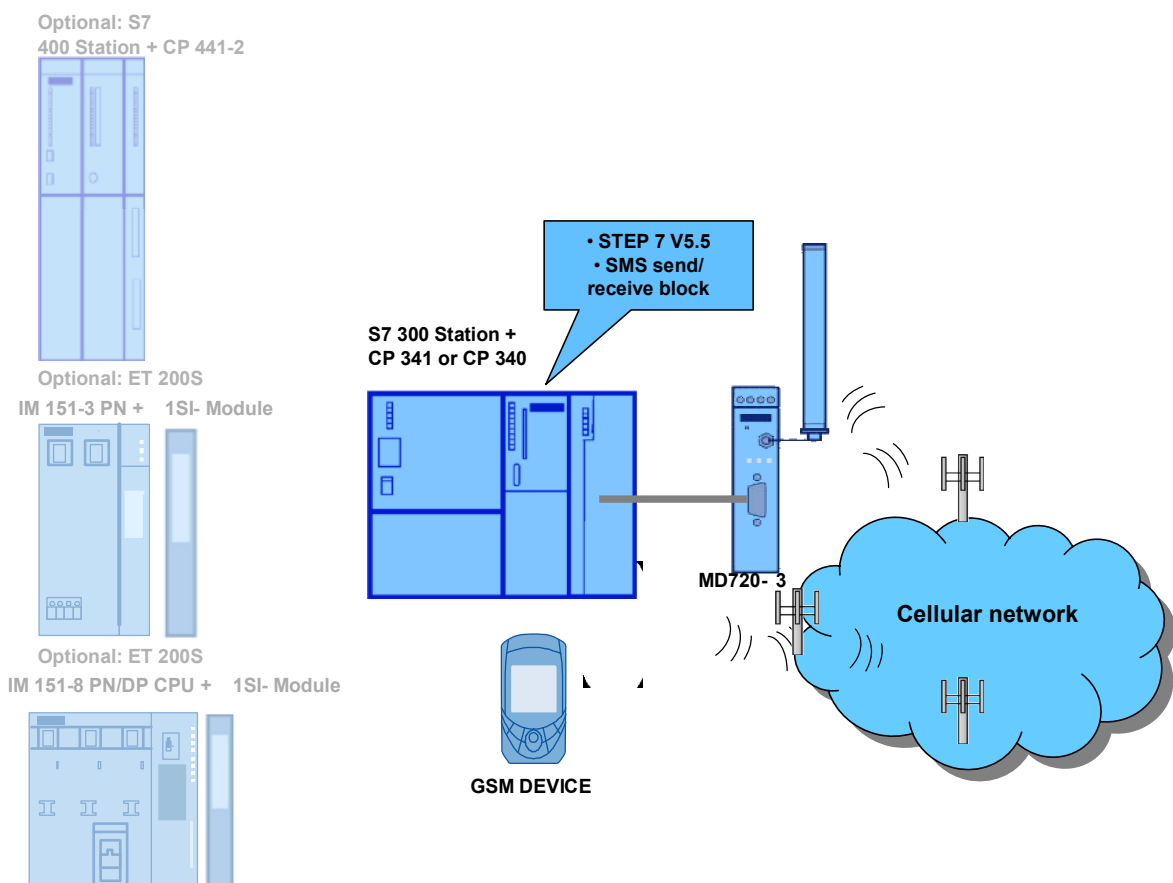 Optional: S7
400 Station + CP 441-2
• STEP 7 V5.5
• SMS send/
receive block
S7 300 Station +
CP 341 or CP 340
Optional: ET 200S
IM 151-3 PN + 1SI- Module
MD720- 3
Cellular network
Optional: ET 200S
IM 151-8 PN/DP CPU + 1SI- Module
GSM DEVICE